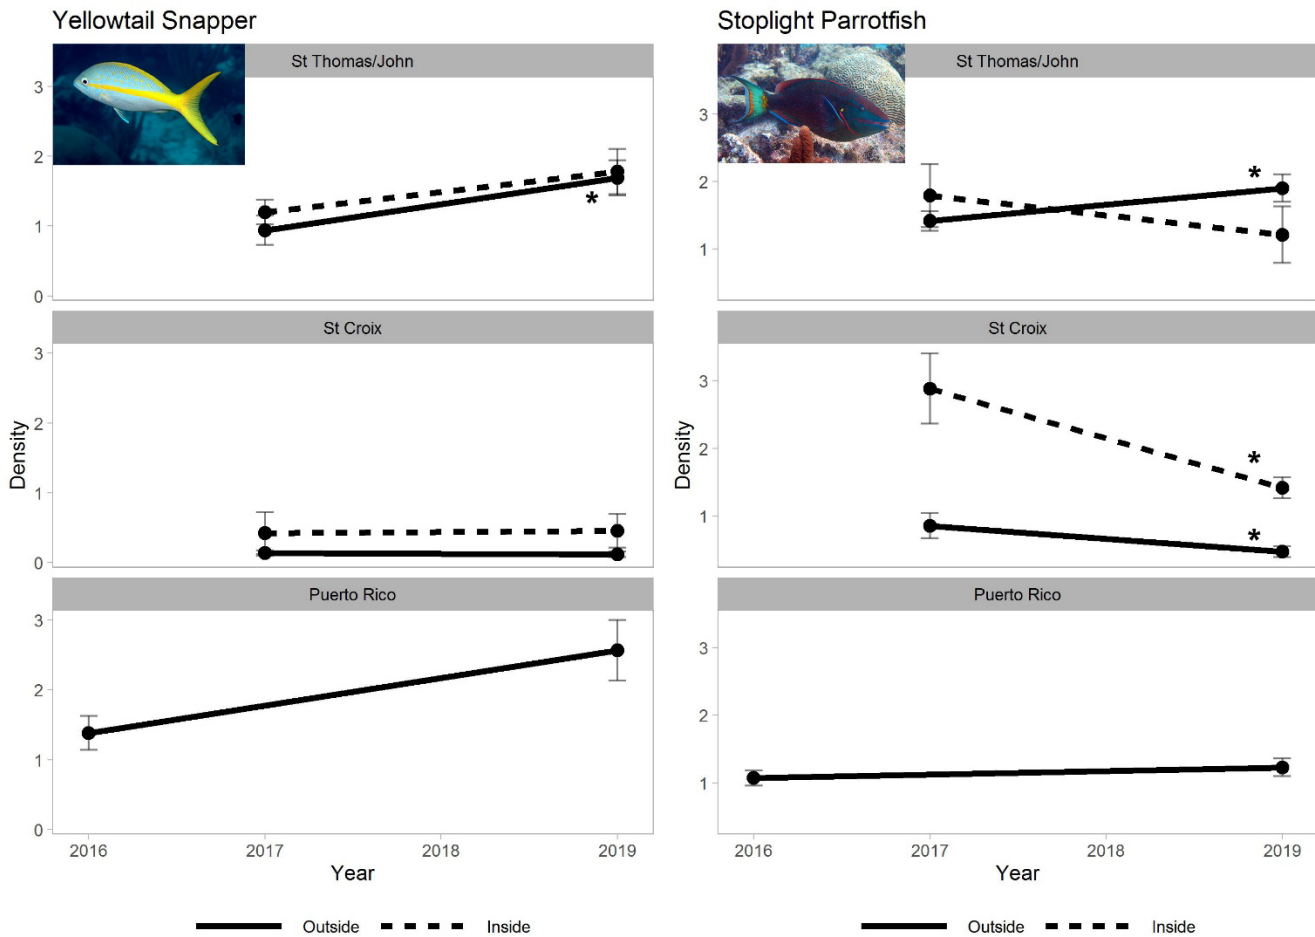 Yellowtail Snapper
St Thomas/John
3
2
1
0
*
St Croix
3
2
1
0
Density
Puerto Rico
3
2
1
0
2016 2017 2018 2019
Year
Outside Inside
Stoplight Parrotfish
St Thomas/John
3
2
1
*
St Croix
3
2
1
*
*
Density
Puerto Rico
3
2
1
2016 2017 2018 2019
Year
Outside Inside